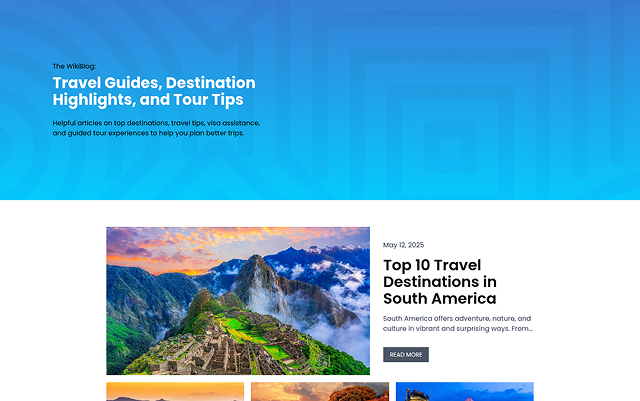 The WikiBlog:
Travel Guides, Destination
Highlights, and Tour Tips
Helpful articles on top destinations, travel tips, visa assistance,
and guided tour experiences to help you plan better trips.
May 12, 2025
Top 10 Travel
Destinations in
South America
South America offers adventure, nature, and
culture in vibrant and surprising ways. From...
READ MORE